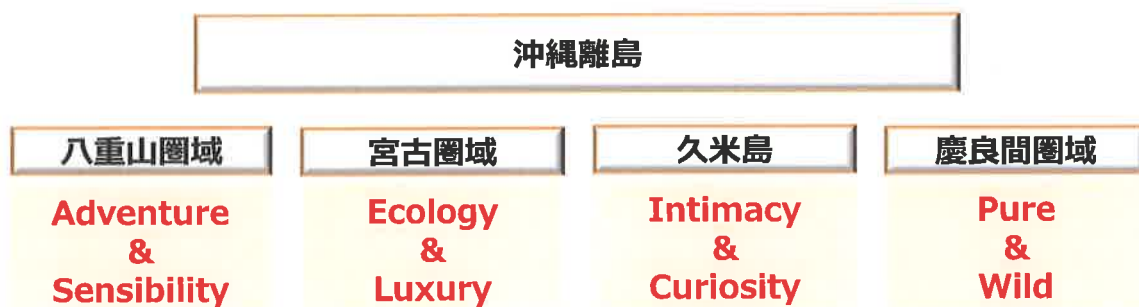 沖縄離島
八重山圏域
宮古圏域
久米島
慶良間圏域
Adventure
&
Sensibility
Ecology
&
Luxury
Intimacy
&
Curiosity
Pure
&
Wild